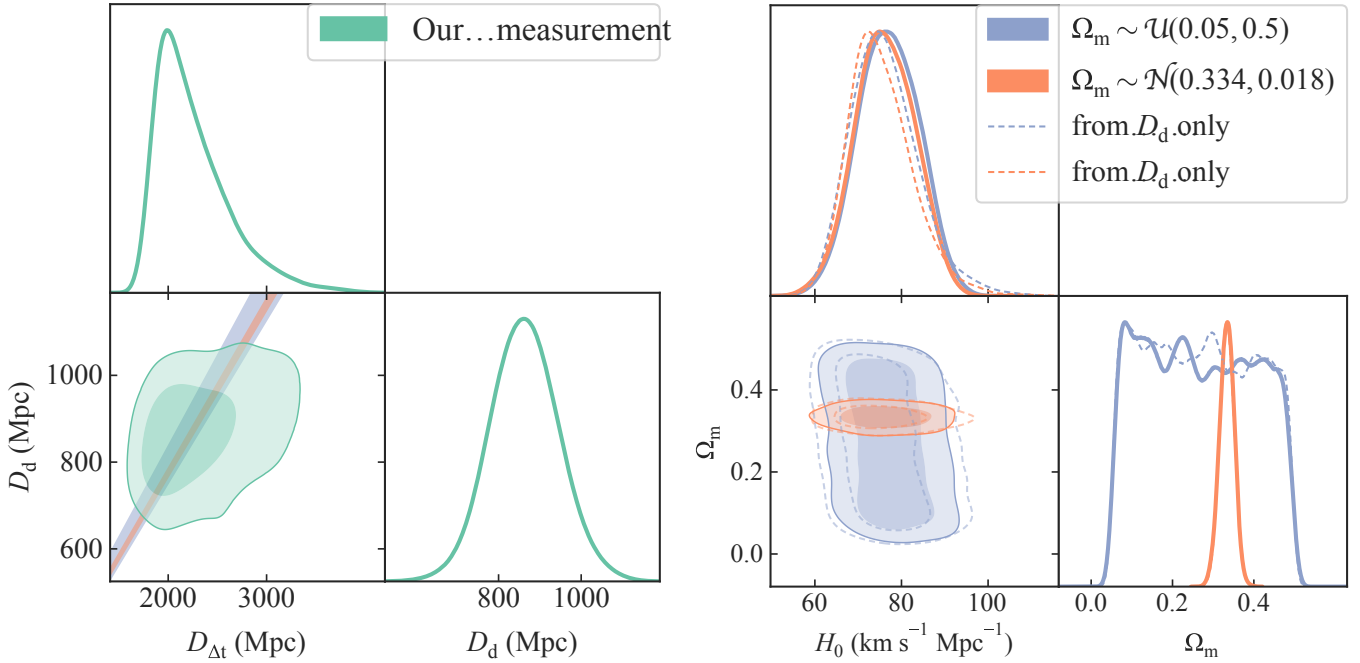 Our…measurement
Ωm ~ U(0.05, 0.5)
Ωm ~ N(0.334, 0.018)
from.Dd.only
from.Dd.only
Dd (Mpc)
1000
800
600
2000 3000
DΔt (Mpc)
800 1000
Dd (Mpc)
Ωm
0.4
0.2
0.0
60 80 100
H0 (km s−1 Mpc−1)
0.0 0.2 0.4
Ωm